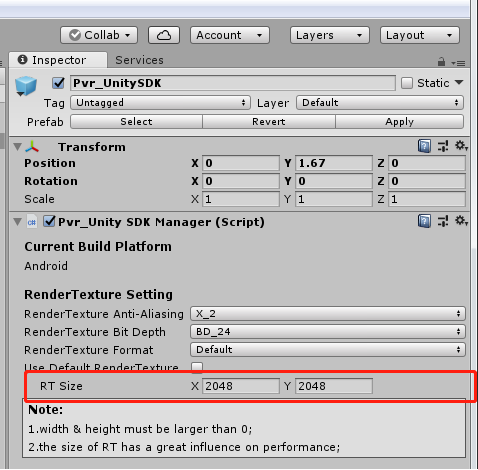 Collab
Account
Layers
Layout
Inspector
Services
Pvr_UnitySDK
Static
Tag Untagged Layer Default
Prefab Select Revert Apply
Transform
Position X 0 Y 1.67 Z 0
Rotation X 0 Y 0 Z 0
Scale X 1 Y 1 Z 1
Pvr_Unity SDK Manager (Script)
Current Build Platform
Android
RenderTexture Setting
RenderTexture Anti-Aliasing X_2
RenderTexture Bit Depth BD_24
RenderTexture Format Default
Use Default RenderTexture
RT Size X 2048 Y 2048
Note:
1.width & height must be larger than 0;
2.the size of RT has a great influence on performance;